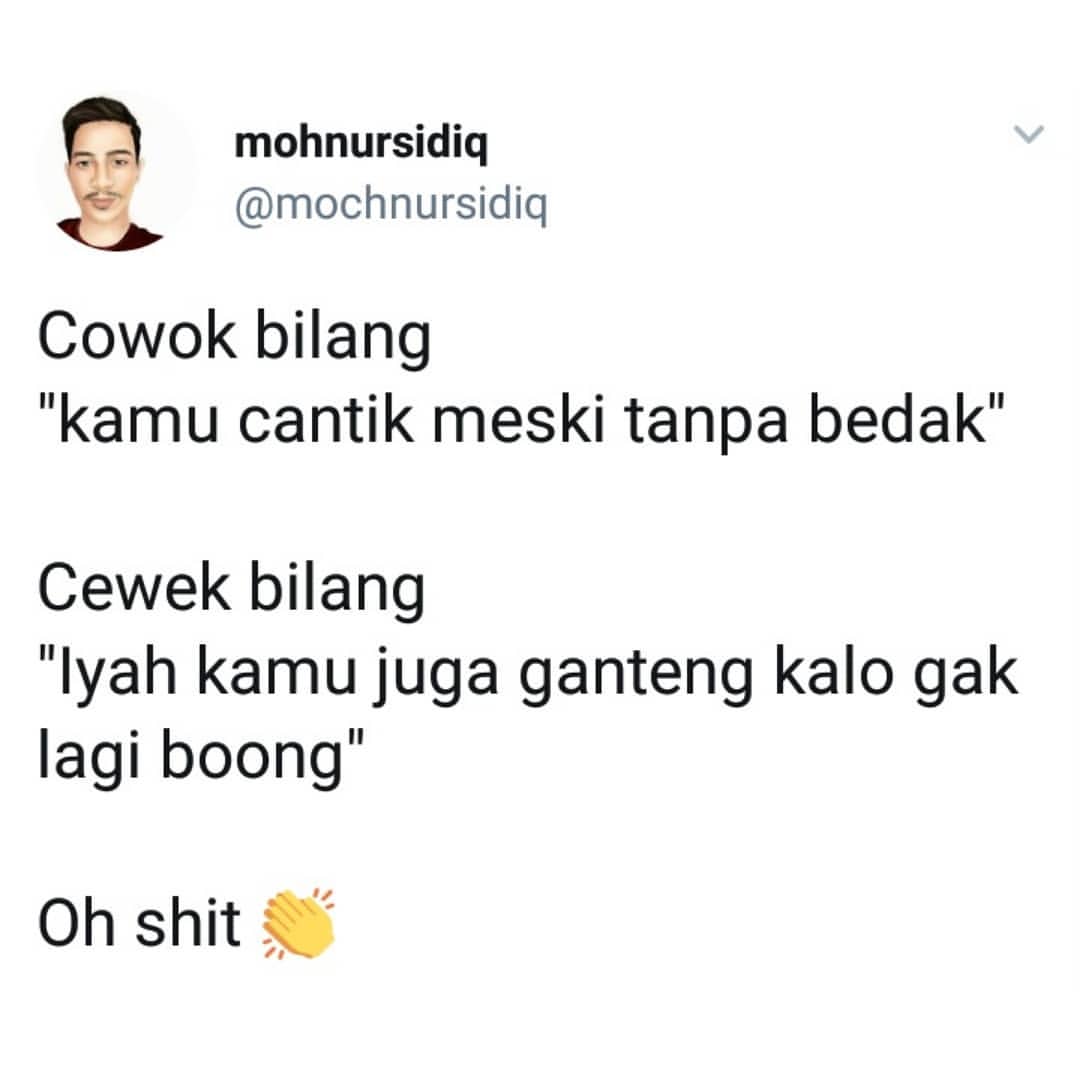 mohnursidiq
@mochnursidiq
Cowok bilang
"kamu cantik meski tanpa bedak"
Cewek bilang
"Iyah kamu juga ganteng kalo gak
lagi boong"
Oh shit 👏